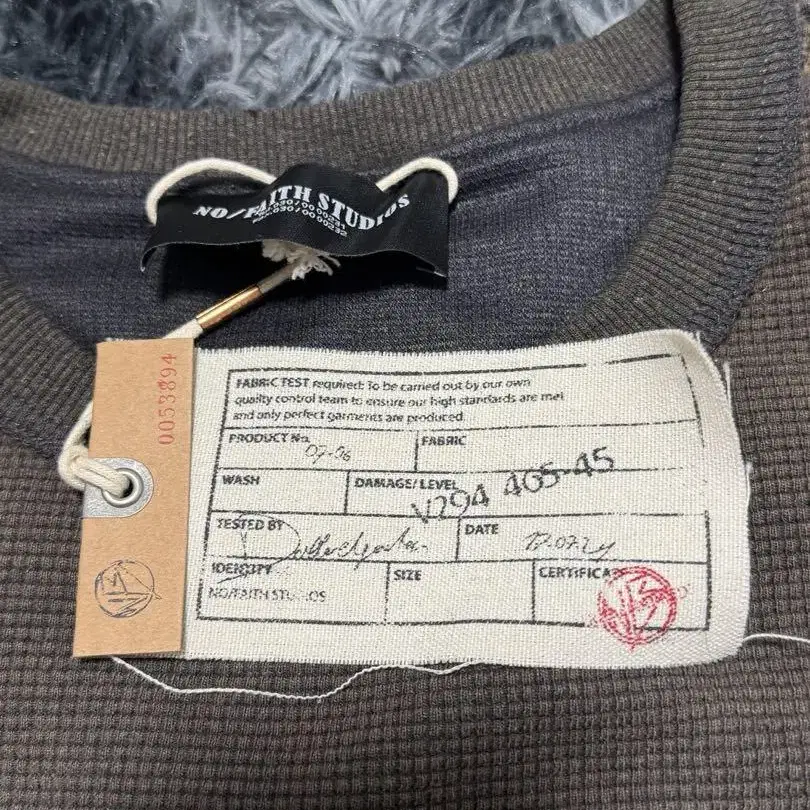 NO/FAITH STUDIOS
0053894
FABRIC TEST required: To be carried out by our own
quality control team to ensure our high standards are met
and only perfect garments are produced.
PRODUCT No. 07-06
FABRIC
WASH
DAMAGE/LEVEL
V294 405-45
TESTED BY
DATE
IDENTITY
NO/FAITH
SIZE